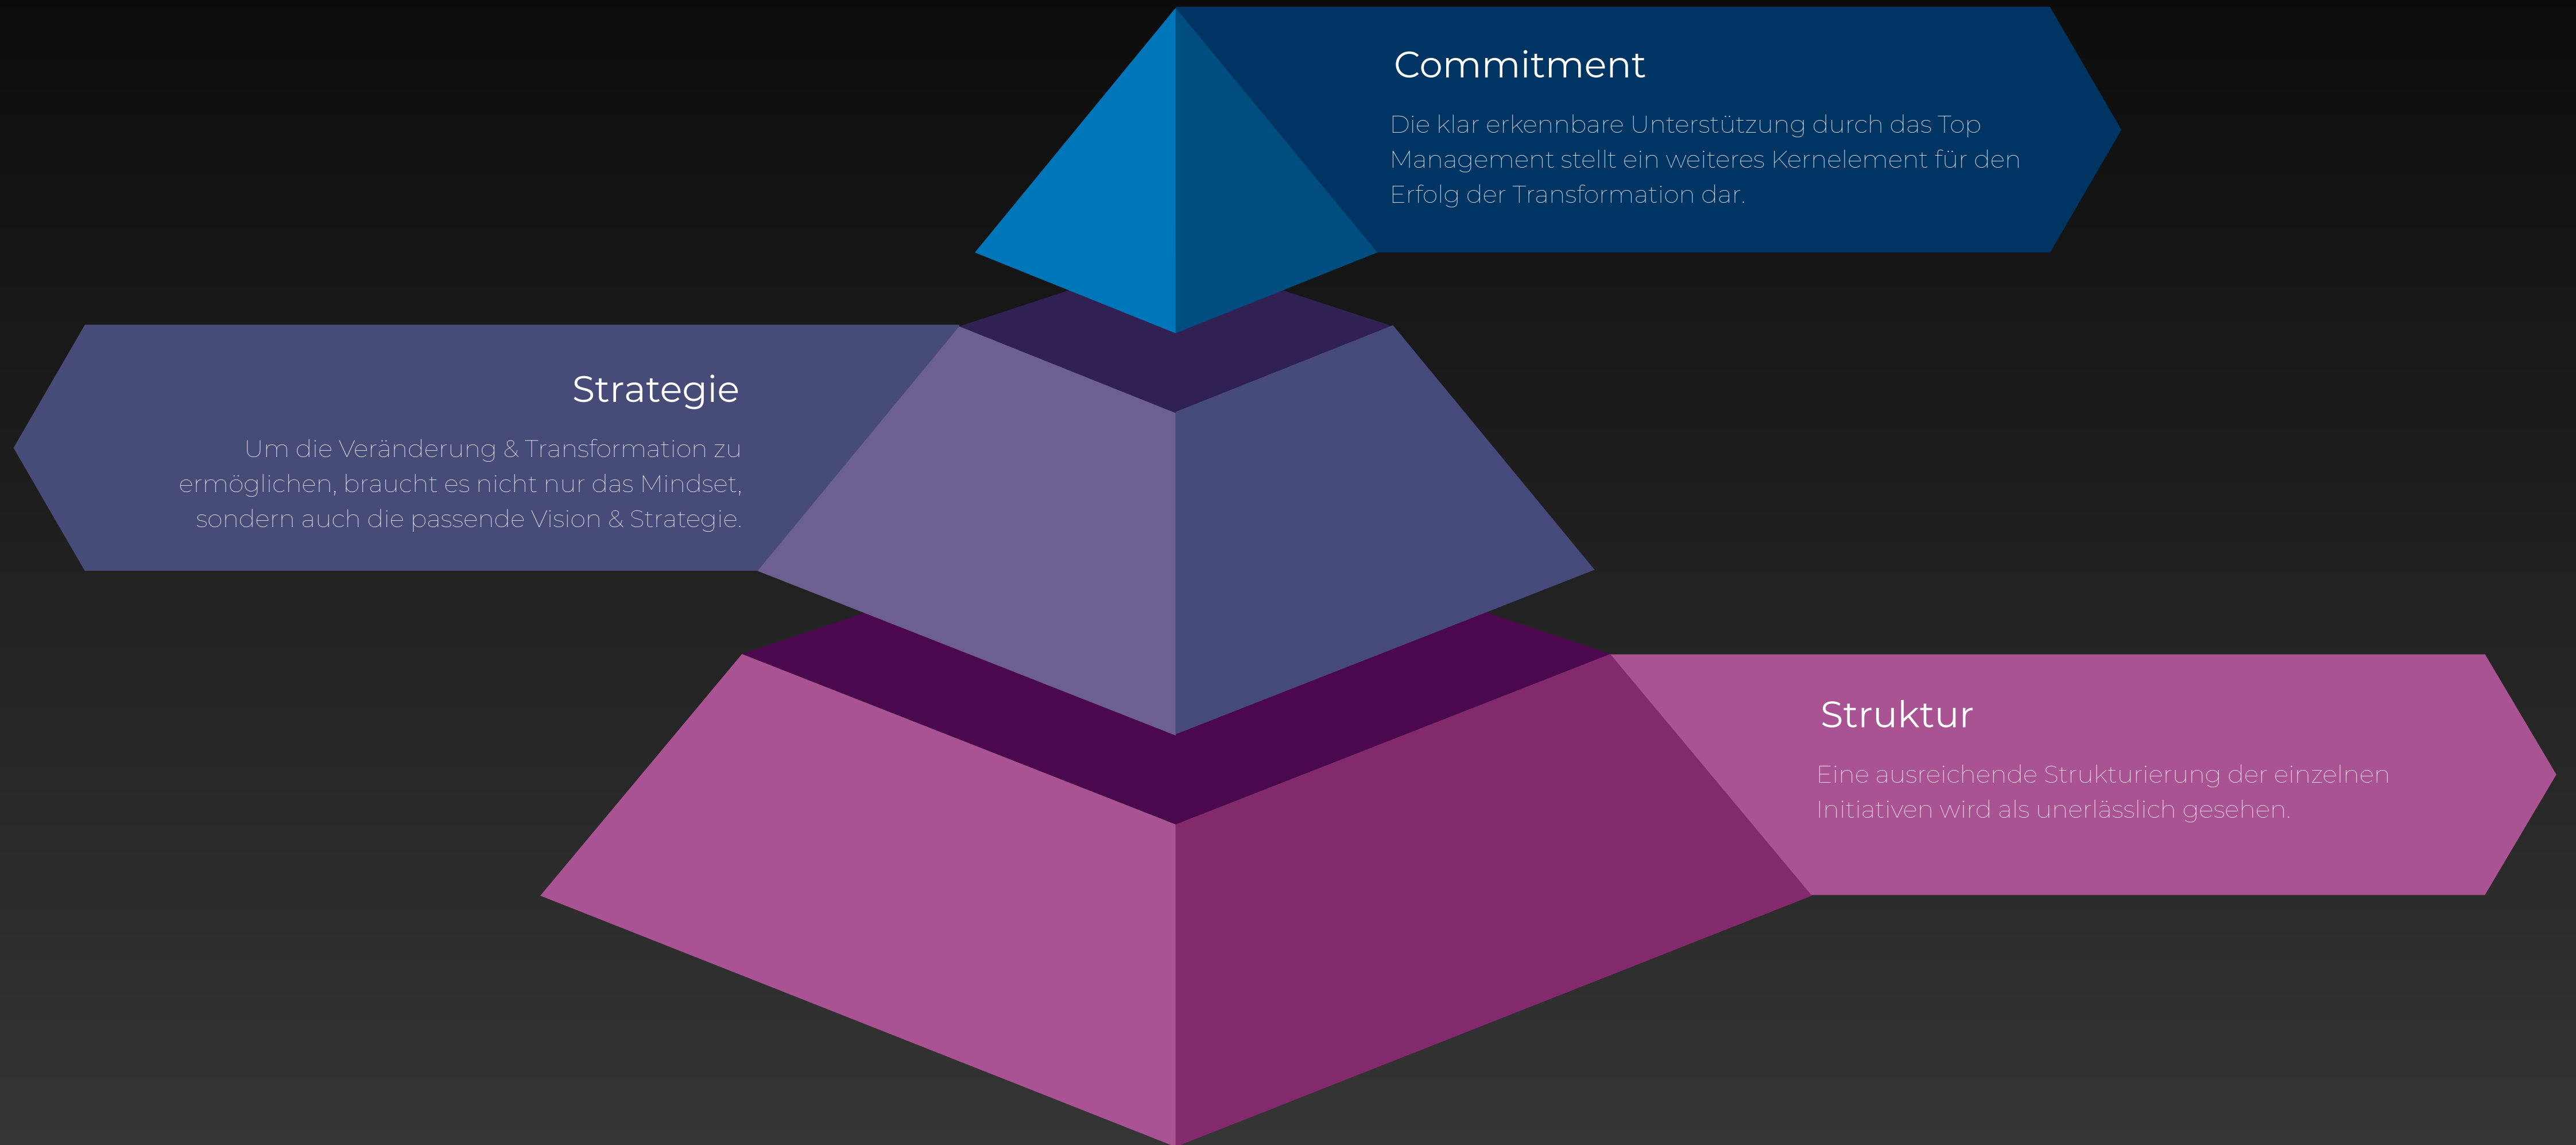 Commitment
Die klar erkennbare Unterstützung durch das Top
Management stellt ein weiteres Kernelement für den
Erfolg der Transformation dar.
Strategie
Um die Veränderung & Transformation zu
ermöglichen, braucht es nicht nur das Mindset,
sondern auch die passende Vision & Strategie.
Struktur
Eine ausreichende Strukturierung der einzelnen
Initiativen wird als unerlässlich gesehen.